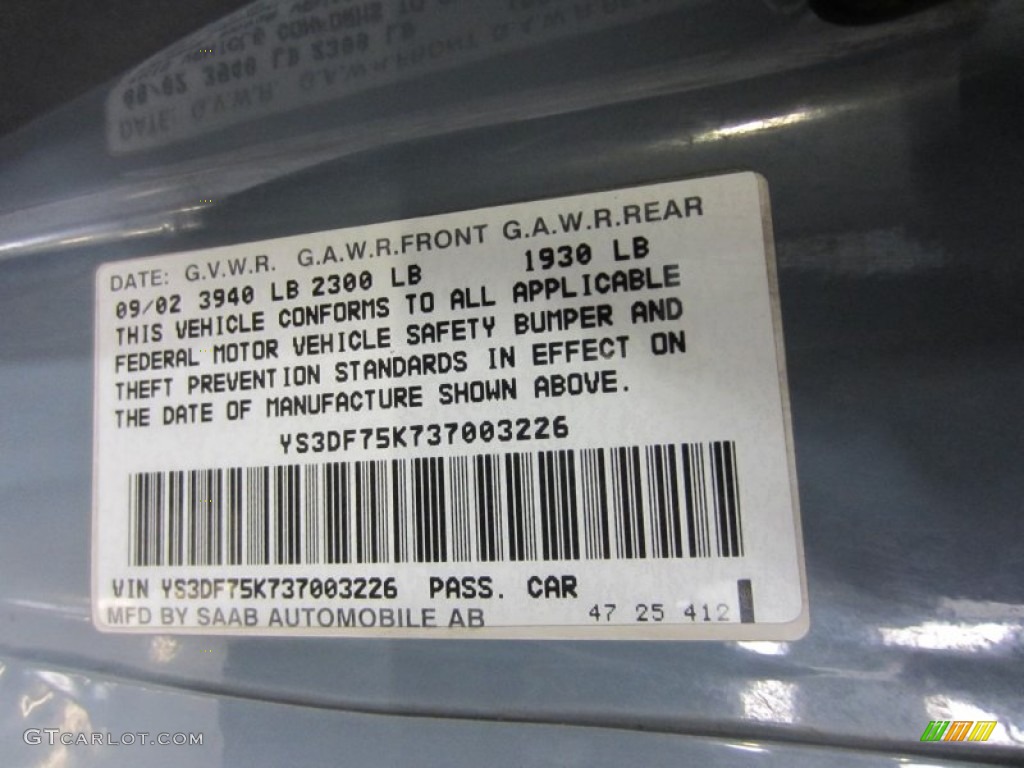 DATE: G.V.W.R. G.A.W.R.FRONT G.A.W.R.REAR
09/02 3940 LB 2300 LB 1930 LB
THIS VEHICLE CONFORMS TO ALL APPLICABLE
FEDERAL MOTOR VEHICLE SAFETY BUMPER AND
THEFT PREVENTION STANDARDS IN EFFECT ON
THE DATE OF MANUFACTURE SHOWN ABOVE.
YS3DF75K737003226
VIN YS3DF75K737003226 PASS. CAR
MFD BY SAAB AUTOMOBILE AB 47 25 412
GTCARLOT.COM